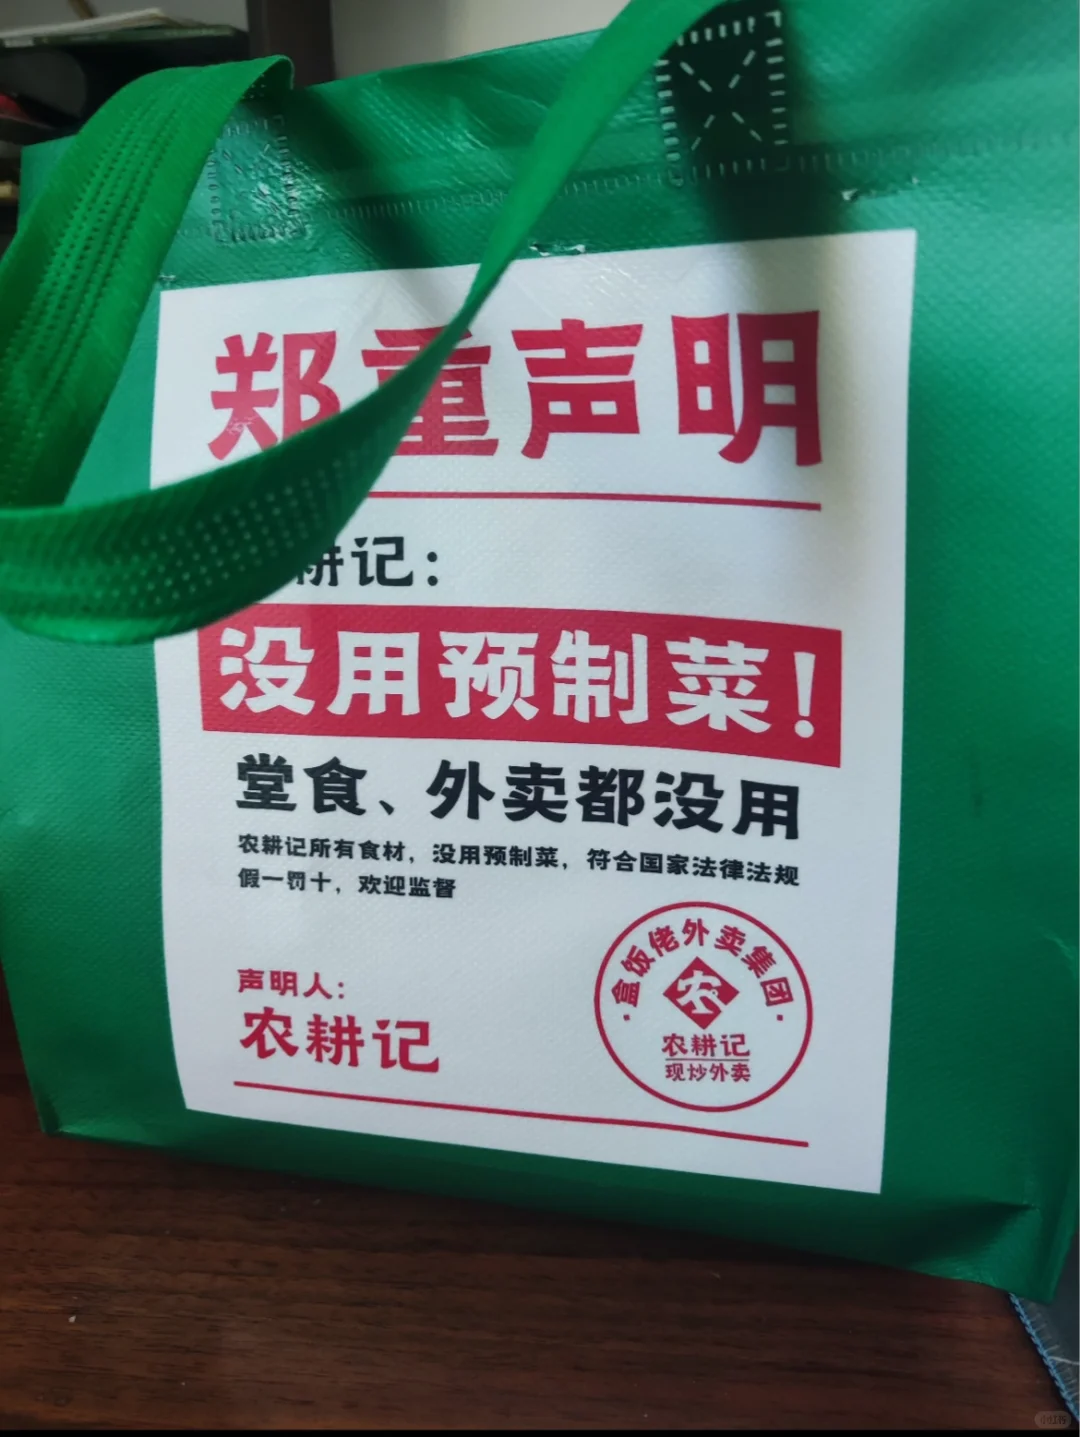 郑重声明
耕记：
没用预制菜！
堂食、外卖都没用
农耕记所有食材，没用预制菜，符合国家法律法规
假一罚十，欢迎监督
声明人：
农耕记
·盒饭佬外卖集团·
农
农耕记
现炒外卖
小红书